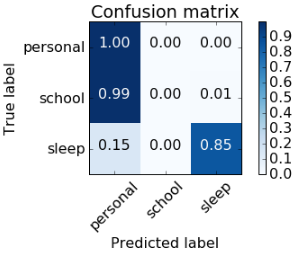 Confusion matrix
True label
personal 1.00 0.00 0.00
school 0.99 0.00 0.01
sleep 0.15 0.00 0.85
personal school sleep
Predicted label
0.9
0.8
0.7
0.6
0.5
0.4
0.3
0.2
0.1
0.0